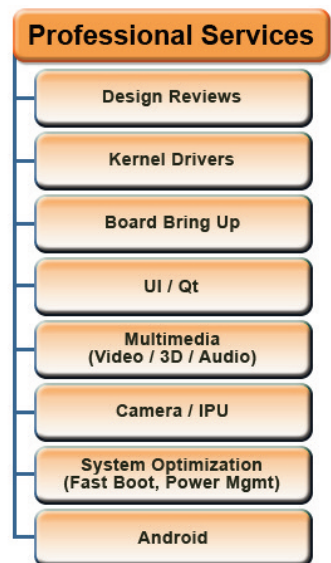 Professional Services
Design Reviews
Kernel Drivers
Board Bring Up
UI / Qt
Multimedia
(Video / 3D / Audio)
Camera / IPU
System Optimization
(Fast Boot, Power Mgmt)
Android